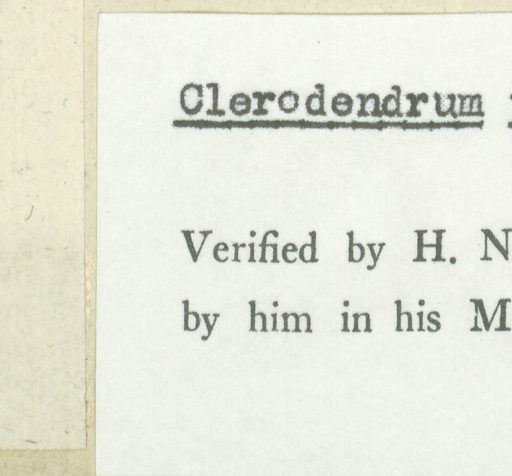 Clerodendrum
Verified by H. N
by him in his M